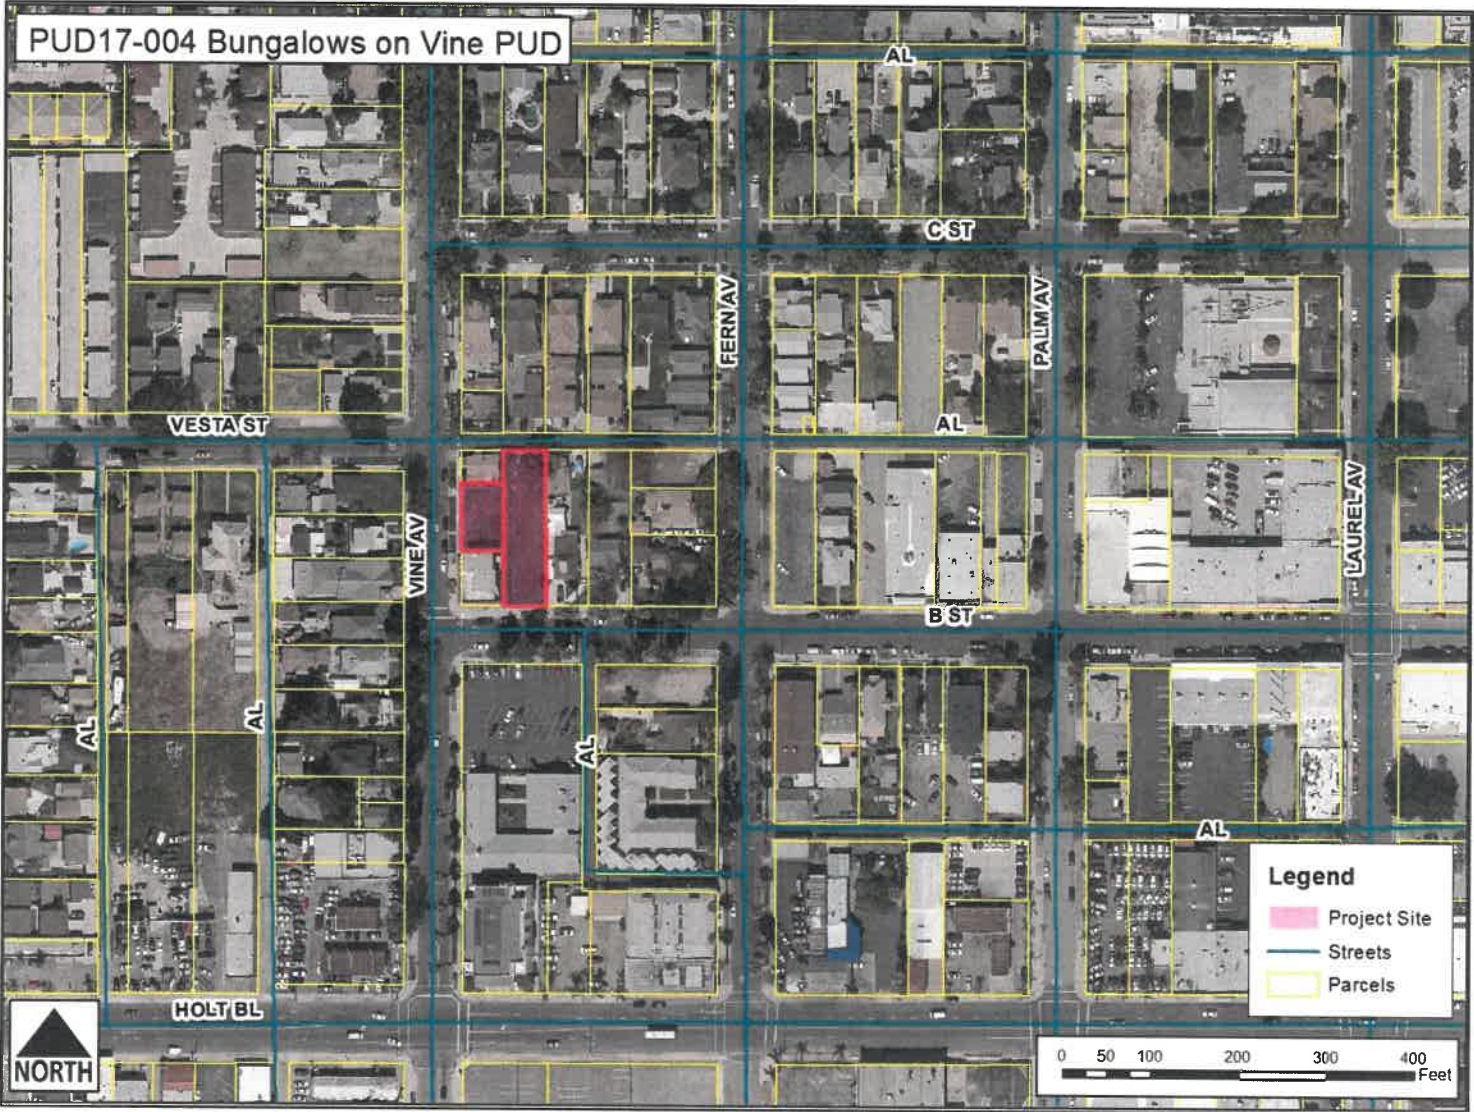 PUD17-004 Bungalows on Vine PUD
AL
C ST
FERN AV
PALM AV
VESTA ST
AL
VINE AV
LAUREL AV
B ST
AL
AL
AL
AL
HOLT BL
NORTH
Legend
Project Site
Streets
Parcels
0 50 100 200 300 400
Feet